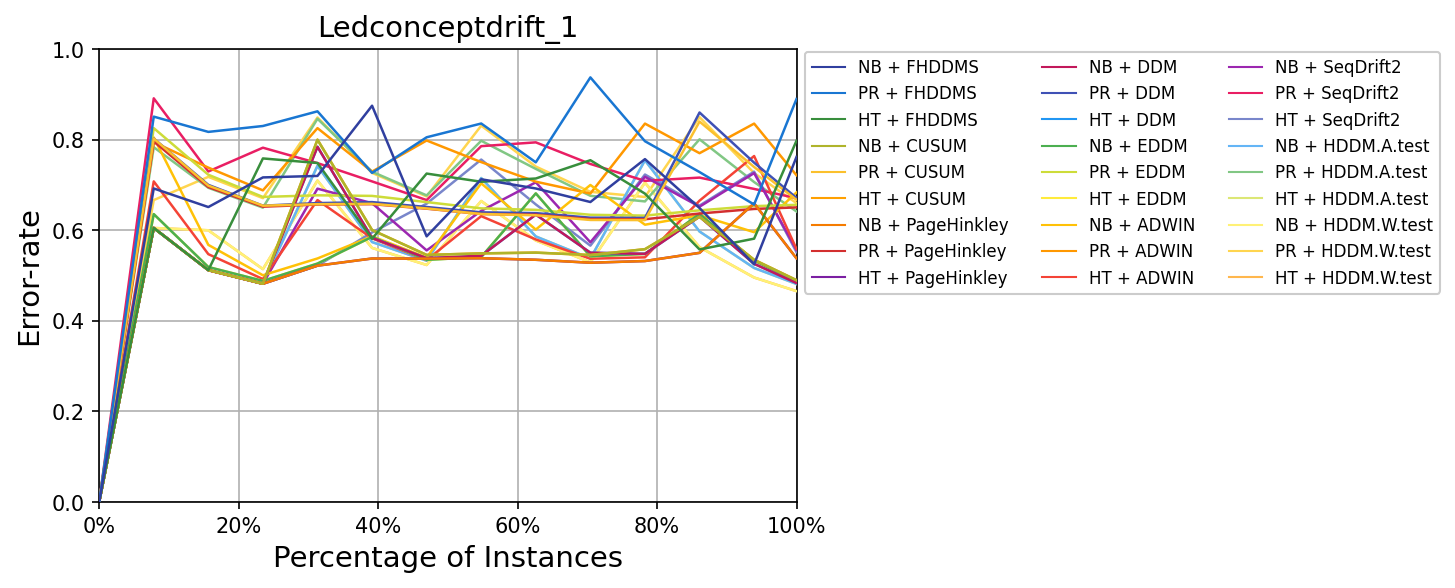 Ledconceptdrift_1
1.0
0.8
0.6
0.4
0.2
0.0
Error-rate
0% 20% 40% 60% 80% 100%
Percentage of Instances
NB + FHDDMS
PR + FHDDMS
HT + FHDDMS
NB + CUSUM
PR + CUSUM
HT + CUSUM
NB + PageHinkley
PR + PageHinkley
HT + PageHinkley
NB + DDM
PR + DDM
HT + DDM
NB + EDDM
PR + EDDM
HT + EDDM
NB + ADWIN
PR + ADWIN
HT + ADWIN
NB + SeqDrift2
PR + SeqDrift2
HT + SeqDrift2
NB + HDDM.A.test
PR + HDDM.A.test
HT + HDDM.A.test
NB + HDDM.W.test
PR + HDDM.W.test
HT + HDDM.W.test